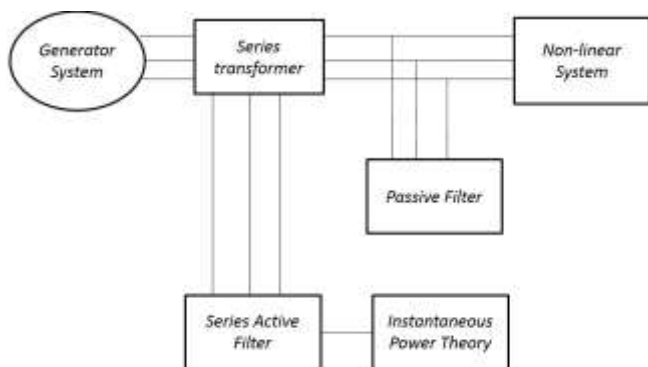 Generator
System
Series
transformer
Non-linear
System
Passive Filter
Series Active
Filter
Instantaneous
Power Theory